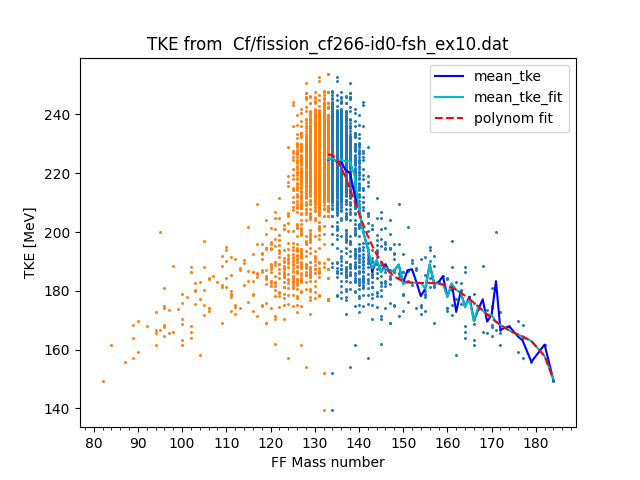 TKE from  Cf/fission_cf266-id0-fsh_ex10.dat
mean_tke
mean_tke_fit
polynom fit
240
220
200
180
160
140
TKE [MeV]
80 90 100 110 120 130 140 150 160 170 180
FF Mass number